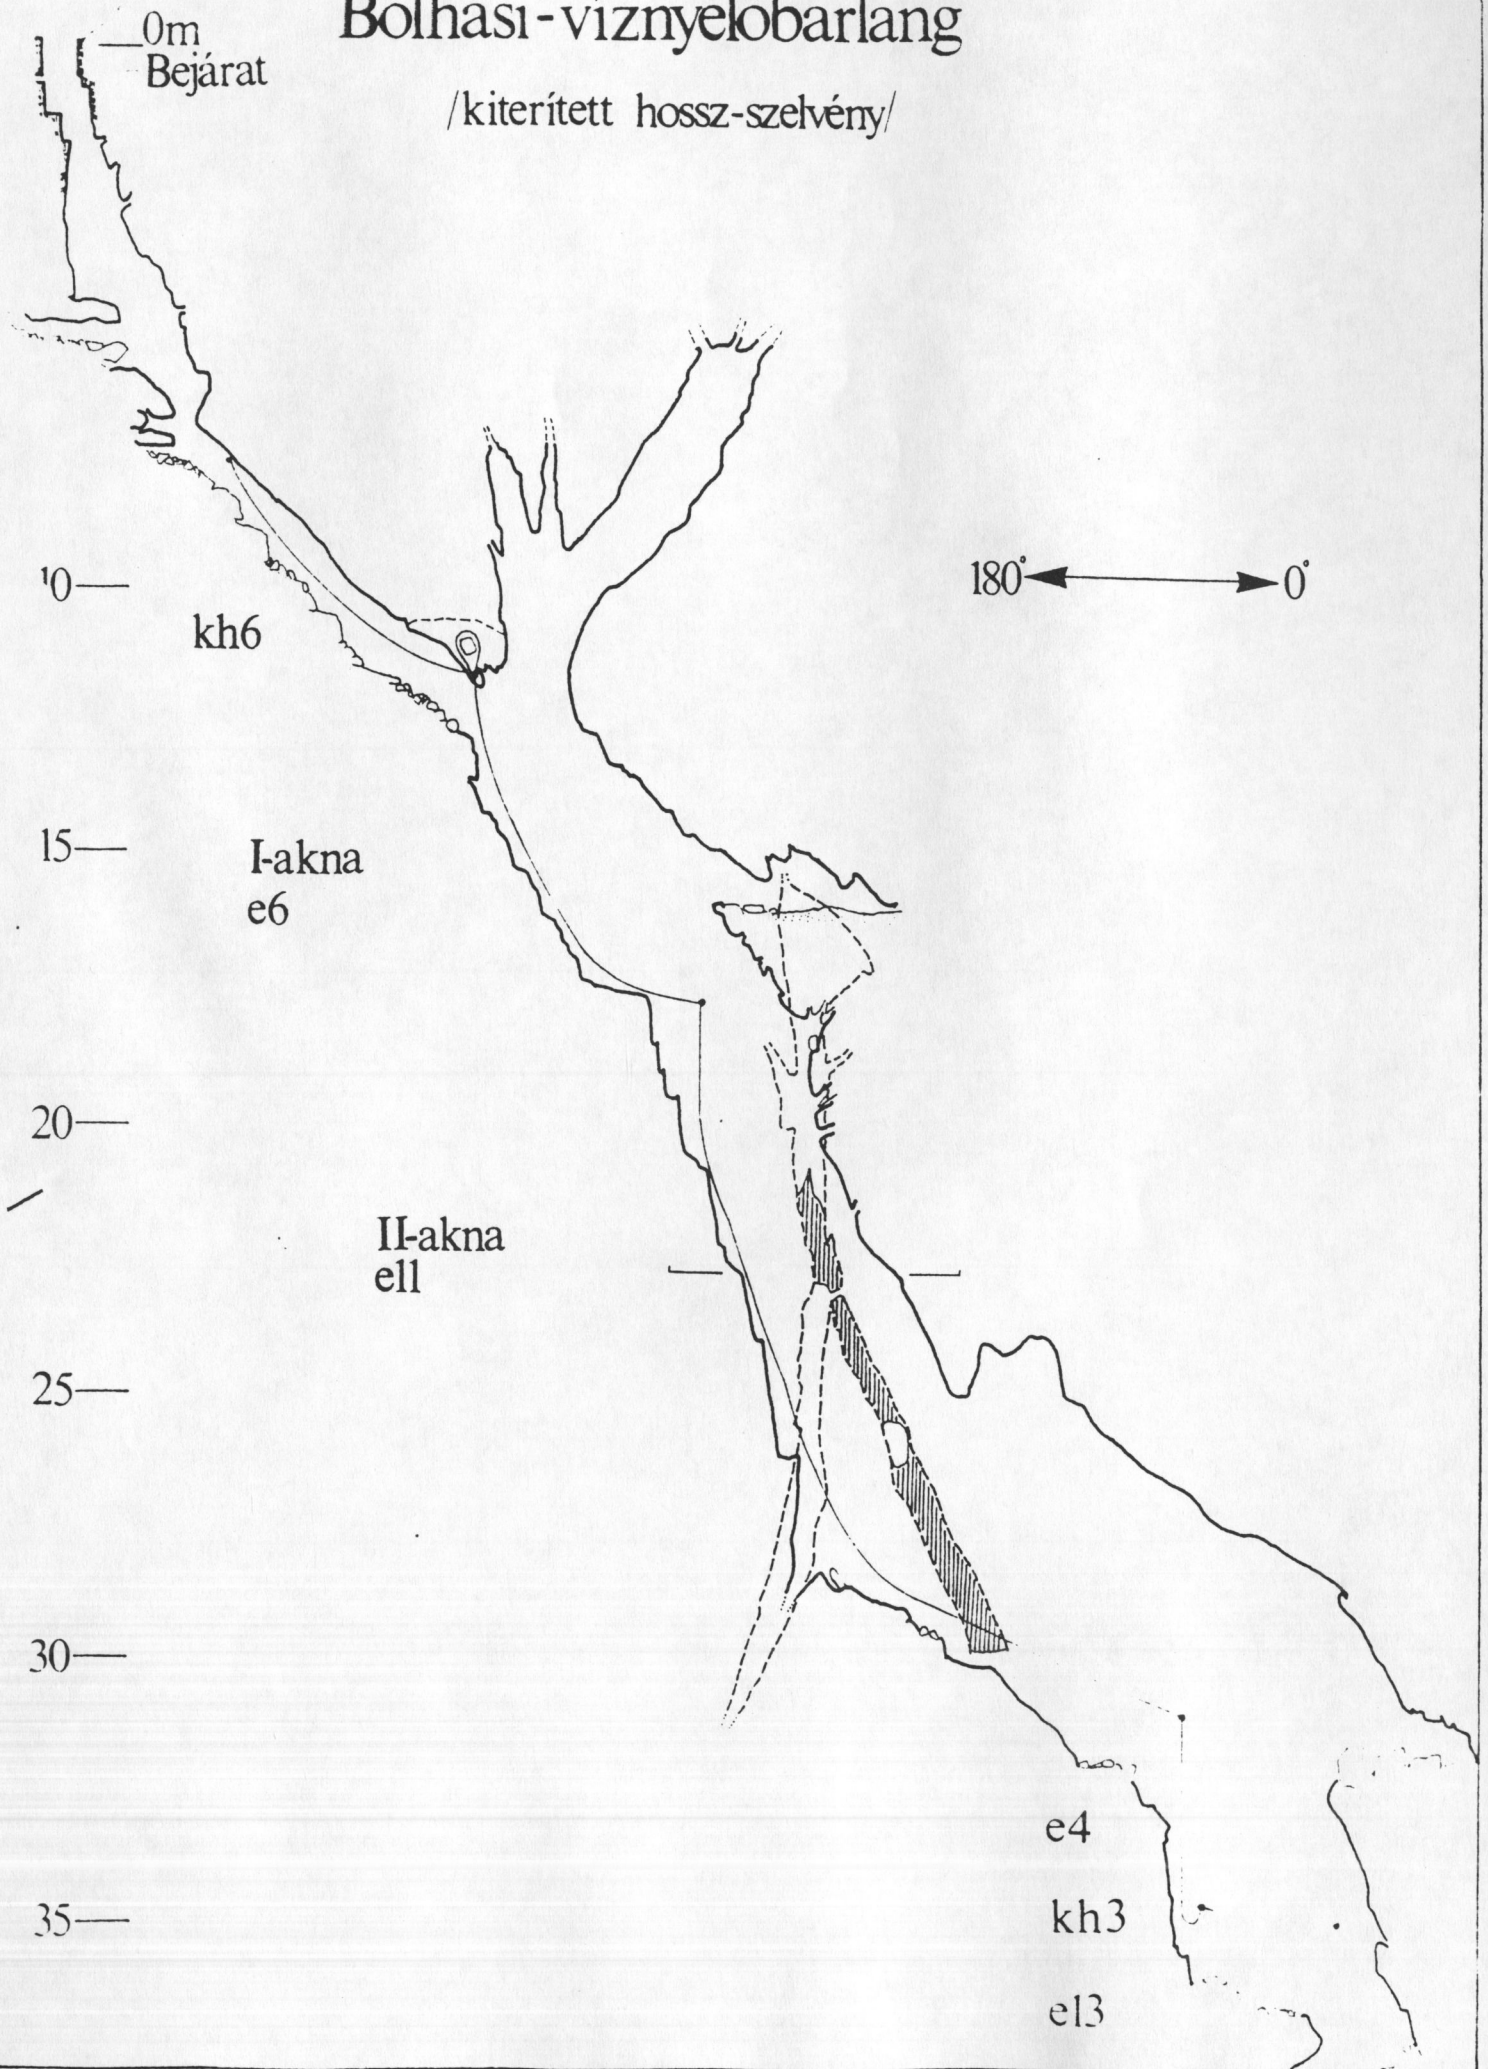 Bolhási-víznyelőbarlang
/kiterített hossz-szelvény/
0m
Bejárat
10
180° 0°
kh6
15
I-akna
e6
20
II-akna
e11
25
30
e4
kh3
35
e13